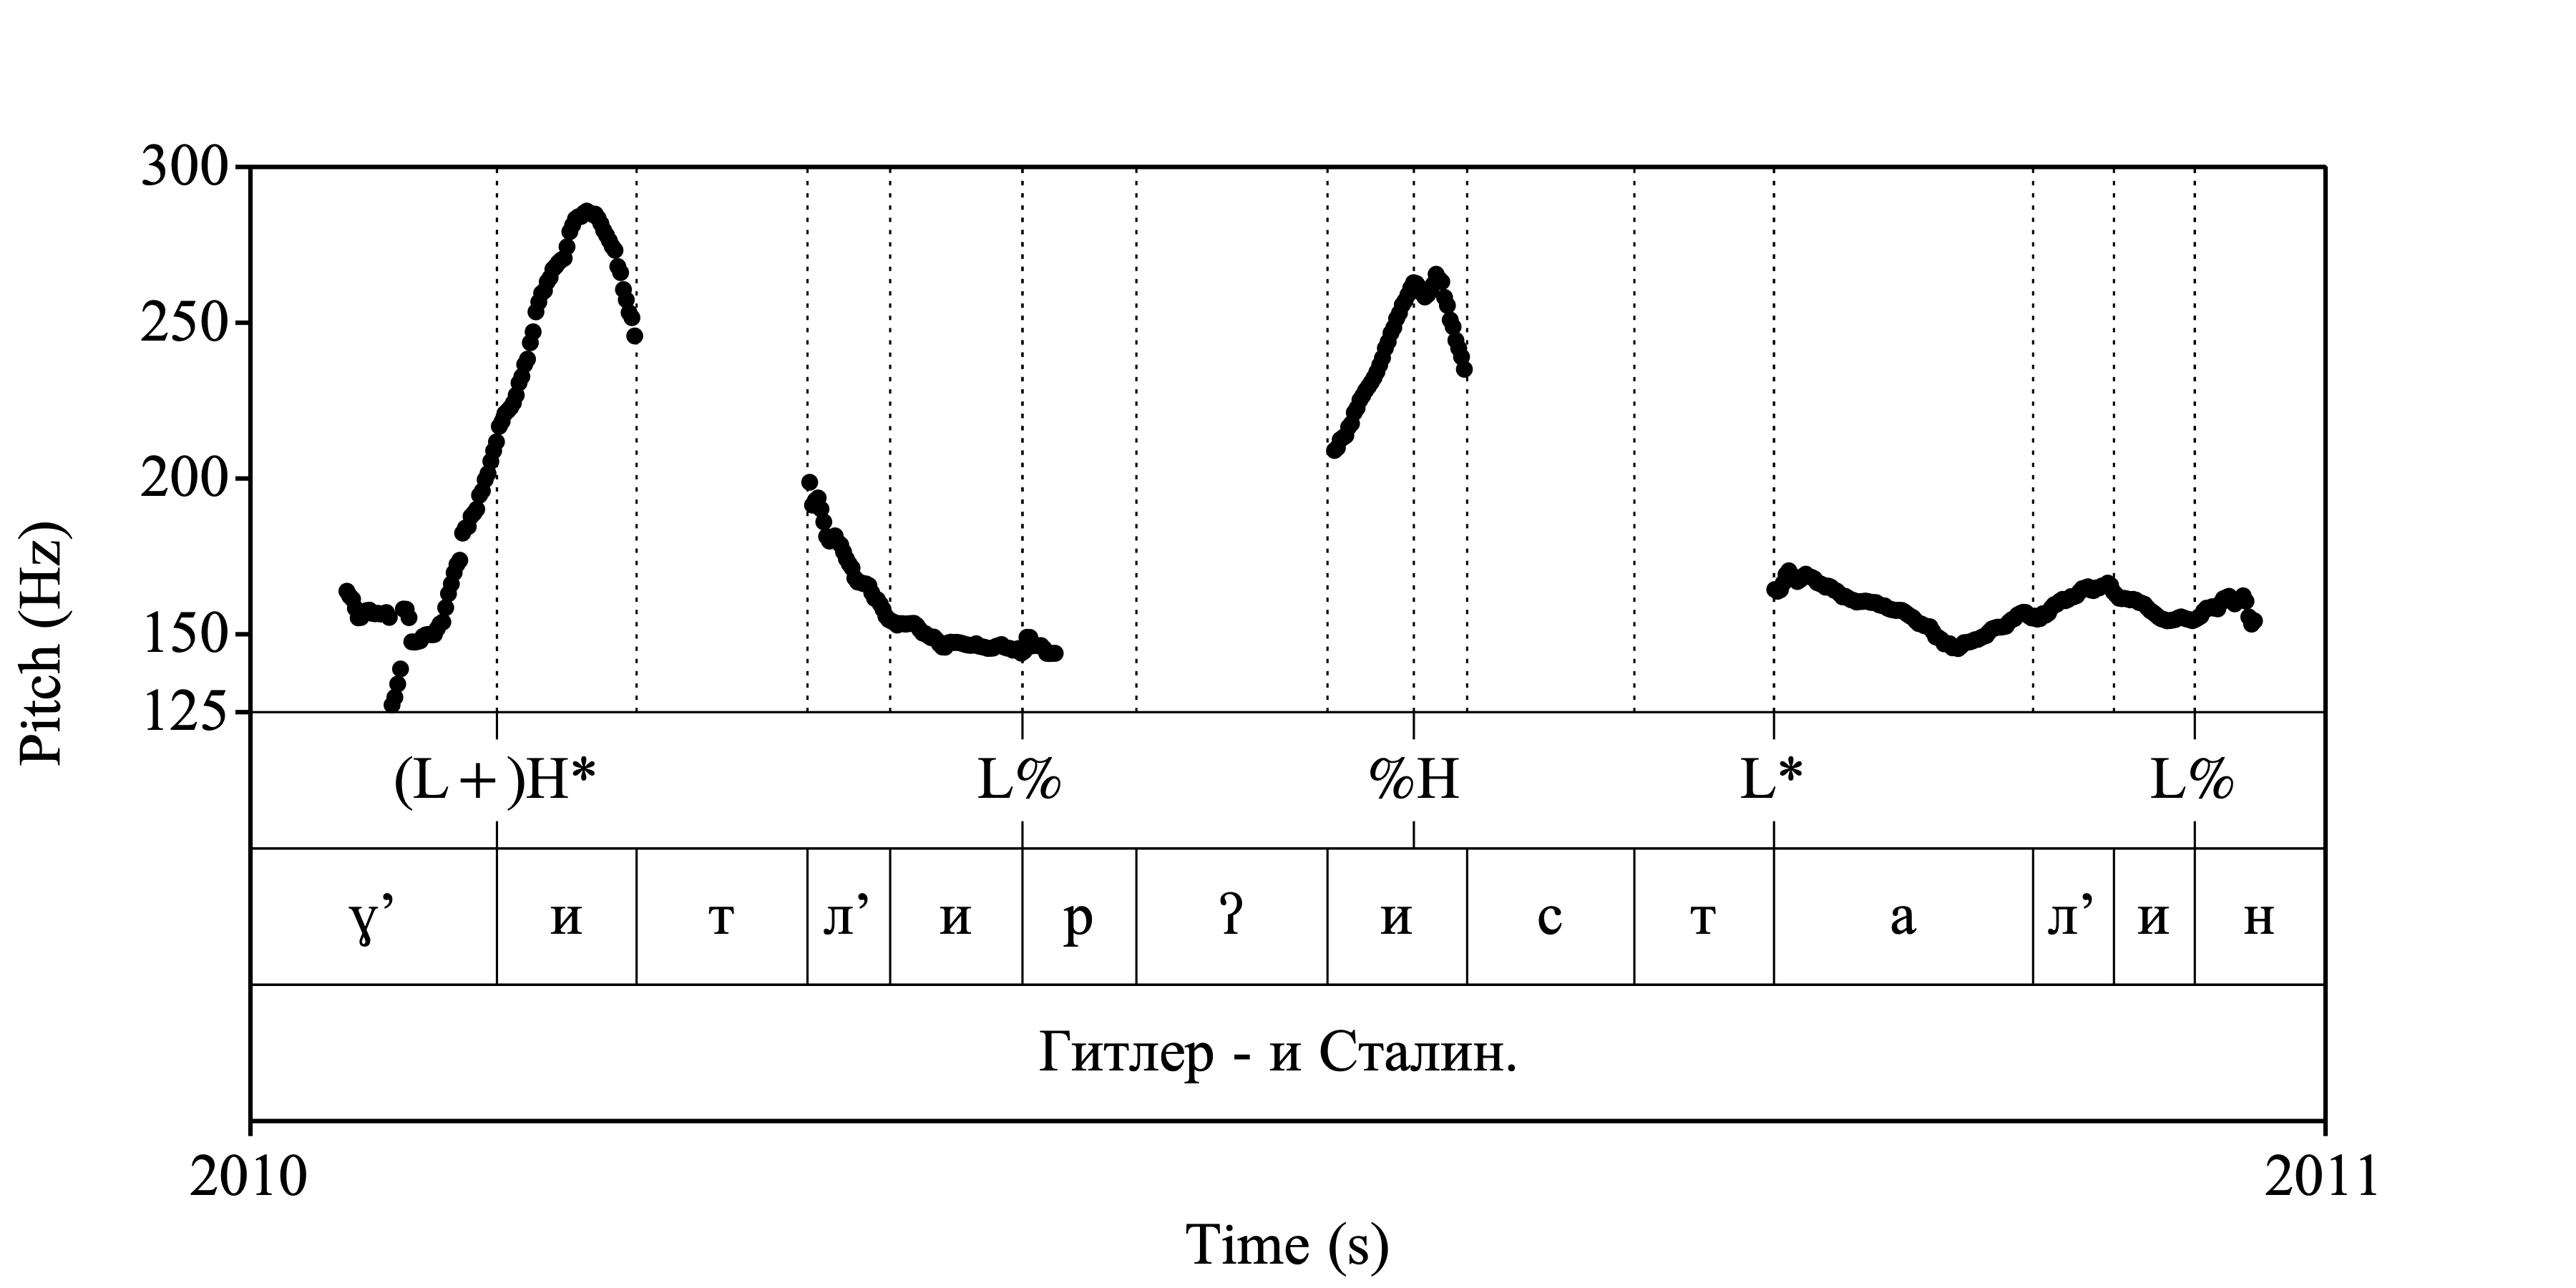 300
250
200
150
125
Pitch (Hz)
(L+)H* L% %H L* L%
ɣ’ и т л’ и р ʔ и с т а л’ и н
Гитлер - и Сталин.
2010 2011
Time (s)